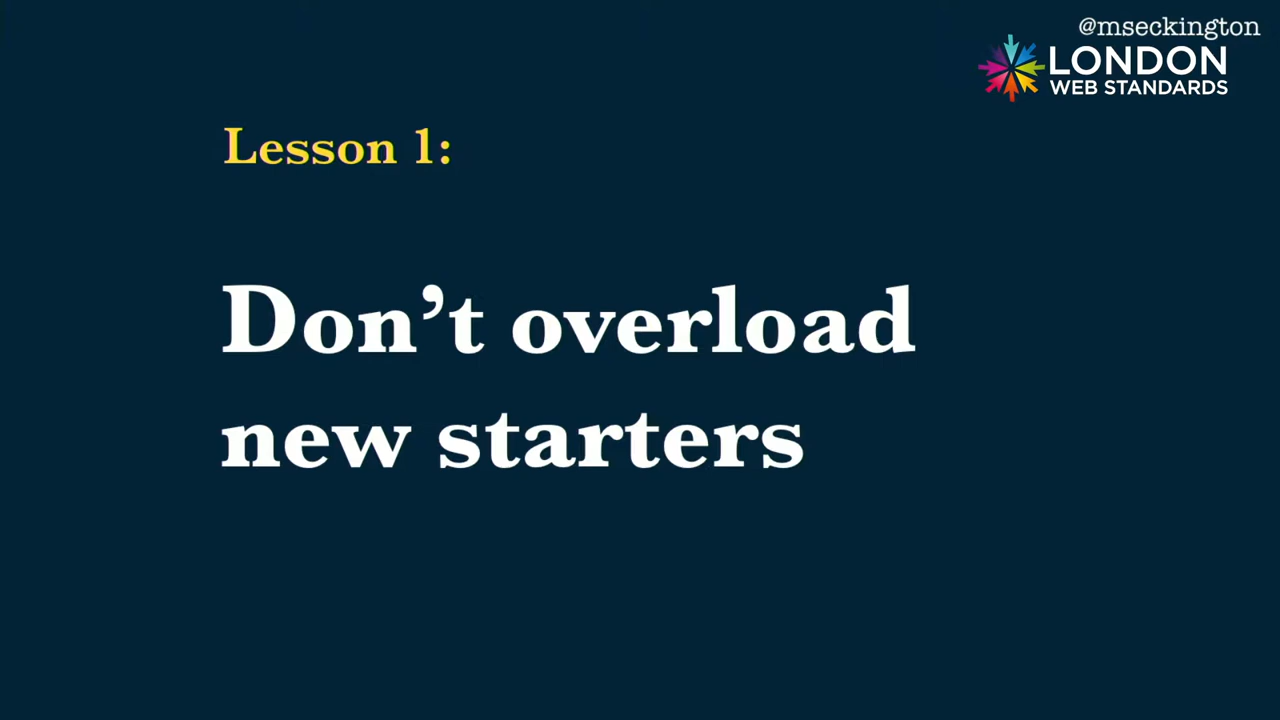 @mseckington
LONDON
WEB STANDARDS
Lesson 1:
Don’t overload
new starters